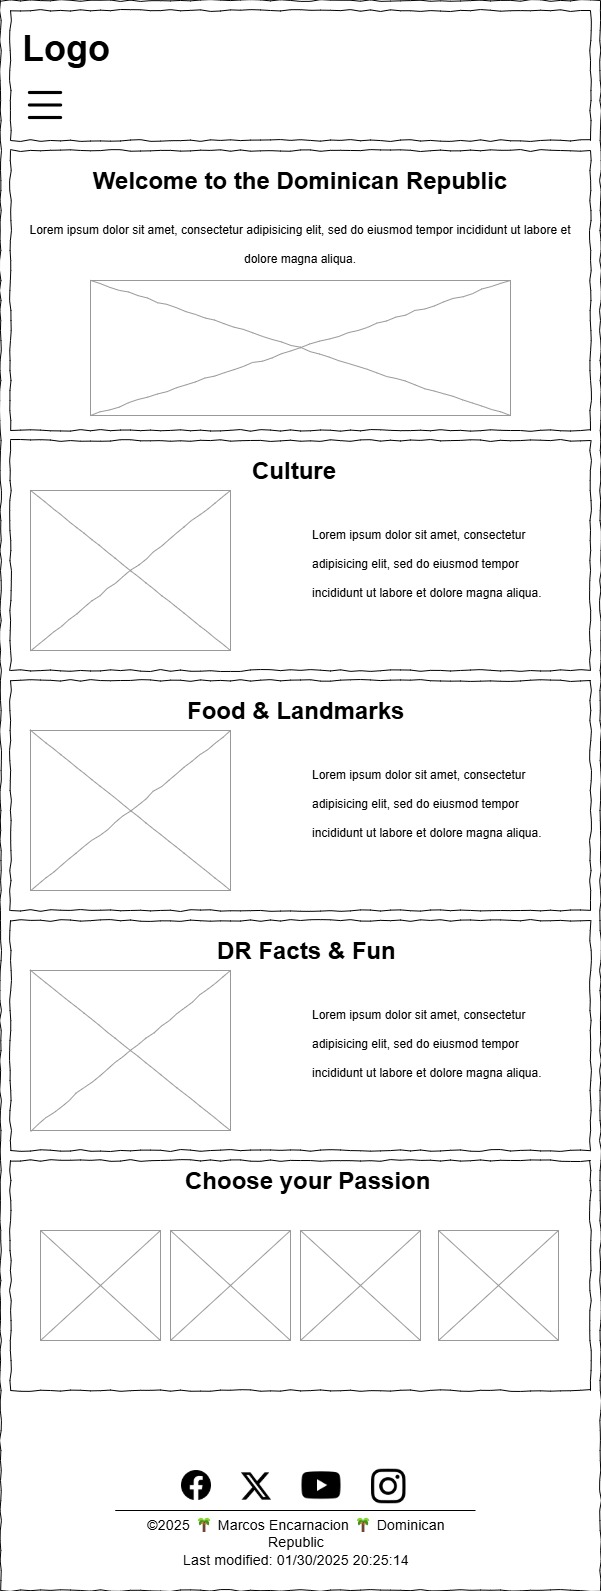 Logo
Welcome to the Dominican Republic
Lorem ipsum dolor sit amet, consectetur adipisicing elit, sed do eiusmod tempor incididunt ut labore et
dolore magna aliqua.
Culture
Lorem ipsum dolor sit amet, consectetur
adipisicing elit, sed do eiusmod tempor
incididunt ut labore et dolore magna aliqua.
Food & Landmarks
Lorem ipsum dolor sit amet, consectetur
adipisicing elit, sed do eiusmod tempor
incididunt ut labore et dolore magna aliqua.
DR Facts & Fun
Lorem ipsum dolor sit amet, consectetur
adipisicing elit, sed do eiusmod tempor
incididunt ut labore et dolore magna aliqua.
Choose your Passion
©2025 🌴 Marcos Encarnacion 🌴 Dominican
Republic
Last modified: 01/30/2025 20:25:14